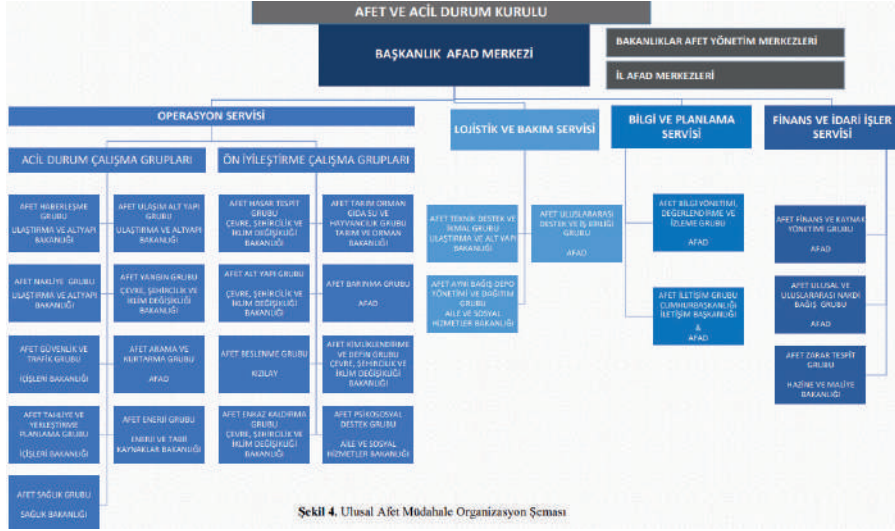 AFET VE ACİL DURUM KURULU
BAŞKANLIK AFAD MERKEZİ
BAKANLIKLAR AFET YÖNETİM MERKEZLERİ
İL AFAD MERKEZLERİ
OPERASYON SERVİSİ
ACİL DURUM ÇALIŞMA GRUPLARI
AFET HABERLEŞME
GRUBU
ULAŞTIRMA VE ALTYAPI
BAKANLIĞI
AFET ULAŞIM ALT YAPI
GRUBU
ULAŞTIRMA VE ALTYAPI
BAKANLIĞI
AFET NAKLİYE GRUBU
ULAŞTIRMA VE ALTYAPI
BAKANLIĞI
AFET YANGIN GRUBU
ÇEVRE, ŞEHİRCİLİK VE
İKLİM DEĞİŞİKLİĞİ
BAKANLIĞI
AFET GÜVENLİK VE
TRAFİK GRUBU
İÇİŞLERİ BAKANLIĞI
AFET ARAMA VE
KURTARMA GRUBU
AFAD
AFET TAHLİYE VE
YERLEŞTİRME
PLANLAMA GRUBU
İÇİŞLERİ BAKANLIĞI
AFET ENERJİ GRUBU
ENERJİ VE TABİİ
KAYNAKLAR BAKANLIĞI
AFET SAĞLIK GRUBU
SAĞLIK BAKANLIĞI
ÖN İYİLEŞTİRME ÇALIŞMA GRUPLARI
AFET HASAR TESPİT
GRUBU
ÇEVRE, ŞEHİRCİLİK VE
İKLİM DEĞİŞİKLİĞİ
BAKANLIĞI
AFET TARIM ORMAN
GIDA SU VE
HAYVANCILIK GRUBU
TARIM VE ORMAN
BAKANLIĞI
AFET ALT YAPI GRUBU
ÇEVRE, ŞEHİRCİLİK VE
İKLİM DEĞİŞİKLİĞİ
BAKANLIĞI
AFET BARINMA GRUBU
AFAD
AFET BESLENME GRUBU
KIZILAY
AFET KİMLİKLENDİRME
VE DEFİN GRUBU
ÇEVRE, ŞEHİRCİLİK VE
İKLİM DEĞİŞİKLİĞİ
BAKANLIĞI
AFET ENKAZ KALDIRMA
GRUBU
ÇEVRE, ŞEHİRCİLİK VE
İKLİM DEĞİŞİKLİĞİ
BAKANLIĞI
AFET PSİKOSOSYAL
DESTEK GRUBU
AİLE VE SOSYAL
HİZMETLER BAKANLIĞI
LOJİSTİK VE BAKIM SERVİSİ
AFET TEKNİK DESTEK VE
İKMAL GRUBU
ULAŞTIRMA VE ALT YAPI
BAKANLIĞI
AFET ULUSLARARASI
DESTEK VE İŞ BİRLİĞİ
GRUBU
AFAD
AFET AYNİ BAĞIŞ DEPO
YÖNETİMİ VE DAĞITIM
GRUBU
AİLE VE SOSYAL
HİZMETLER BAKANLIĞI
BİLGİ VE PLANLAMA
SERVİSİ
AFET BİLGİ YÖNETİMİ,
DEĞERLENDİRME VE
İZLEME GRUBU
AFAD
AFET İLETİŞİM GRUBU
CUMHURBAŞKANLIĞI
İLETİŞİM BAŞKANLIĞI
&
AFAD
FİNANS VE İDARİ İŞLER
SERVİSİ
AFET FİNANS VE KAYNAK
YÖNETİMİ GRUBU
AFAD
AFET ULUSAL VE
ULUSLARARASI NAKDİ
BAĞIŞ GRUBU
AFAD
AFET ZARAR TESPİT
GRUBU
HAZİNE VE MALİYE
BAKANLIĞI
Şekil 4. Ulusal Afet Müdahale Organizasyon Şeması